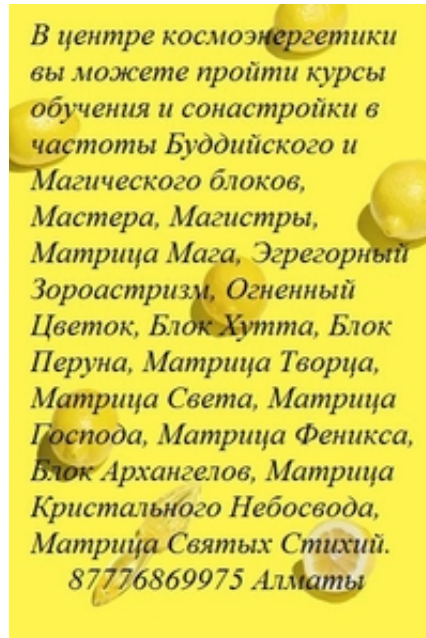 В центре космоэнергетики
вы можете пройти курсы
обучения и сонастройки в
частоты Буддийского и
Магического блоков,
Мастера, Магистры,
Матрица Мага, Эгрегорный
Зороастризм, Огненный
Цветок, Блок Хутта, Блок
Перуна, Матрица Творца,
Матрица Света, Матрица
Господа, Матрица Феникса,
Блок Архангелов, Матрица
Кристального Небосвода,
Матрица Святых Стихий.
87776869975 Алматы